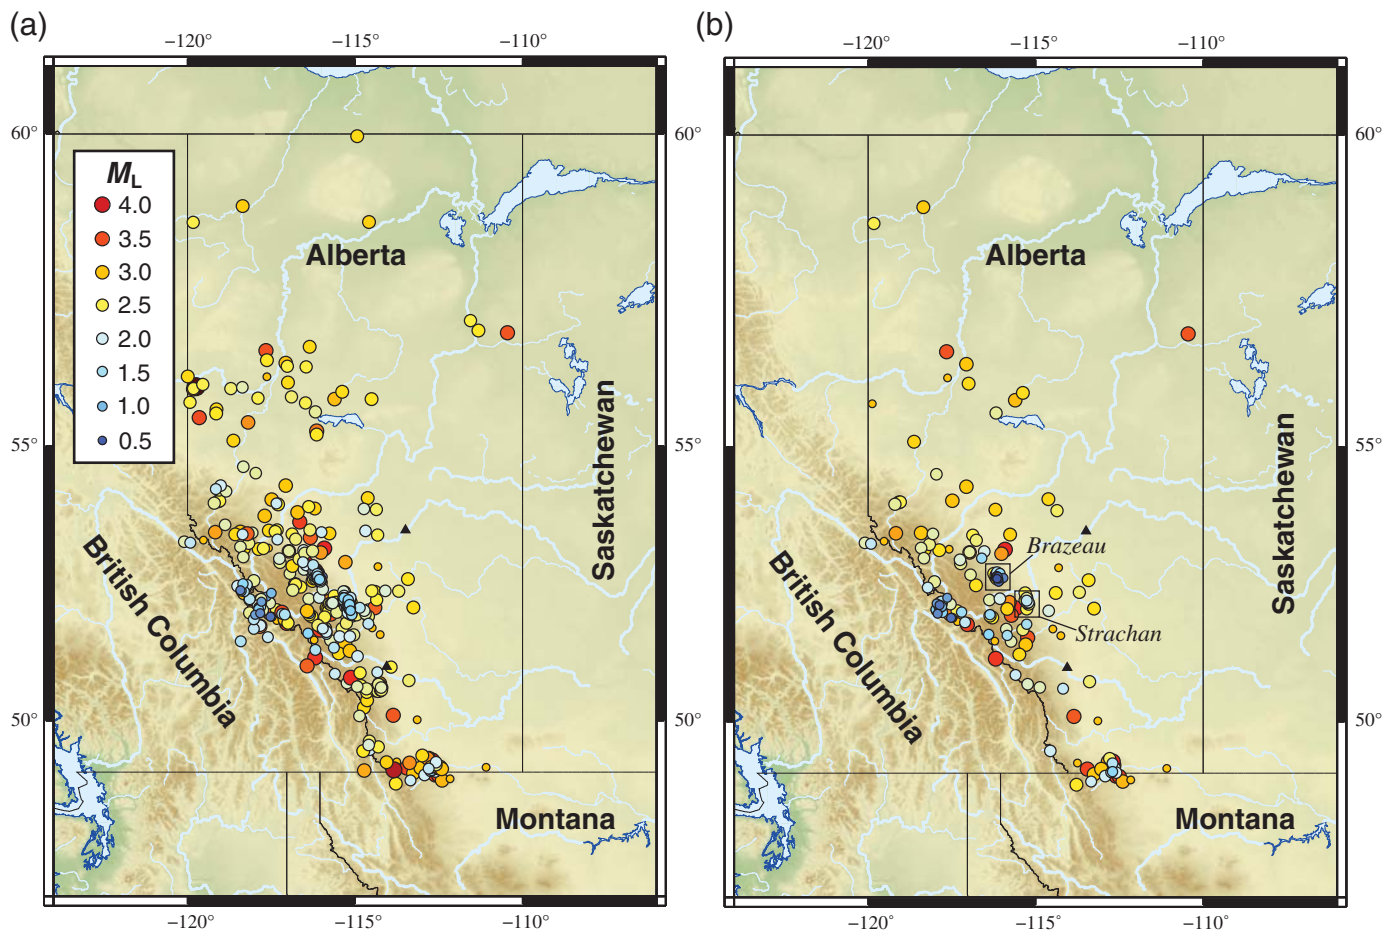 (a)
−120°
−115°
−110°
60°
55°
50°
ML
4.0
3.5
3.0
2.5
2.0
1.5
1.0
0.5
Alberta
Saskatchewan
British Columbia
Montana
−120°
−115°
−110°
(b)
−120°
−115°
−110°
60°
55°
50°
Alberta
Saskatchewan
Brazeau
Strachan
British Columbia
Montana
−120°
−115°
−110°